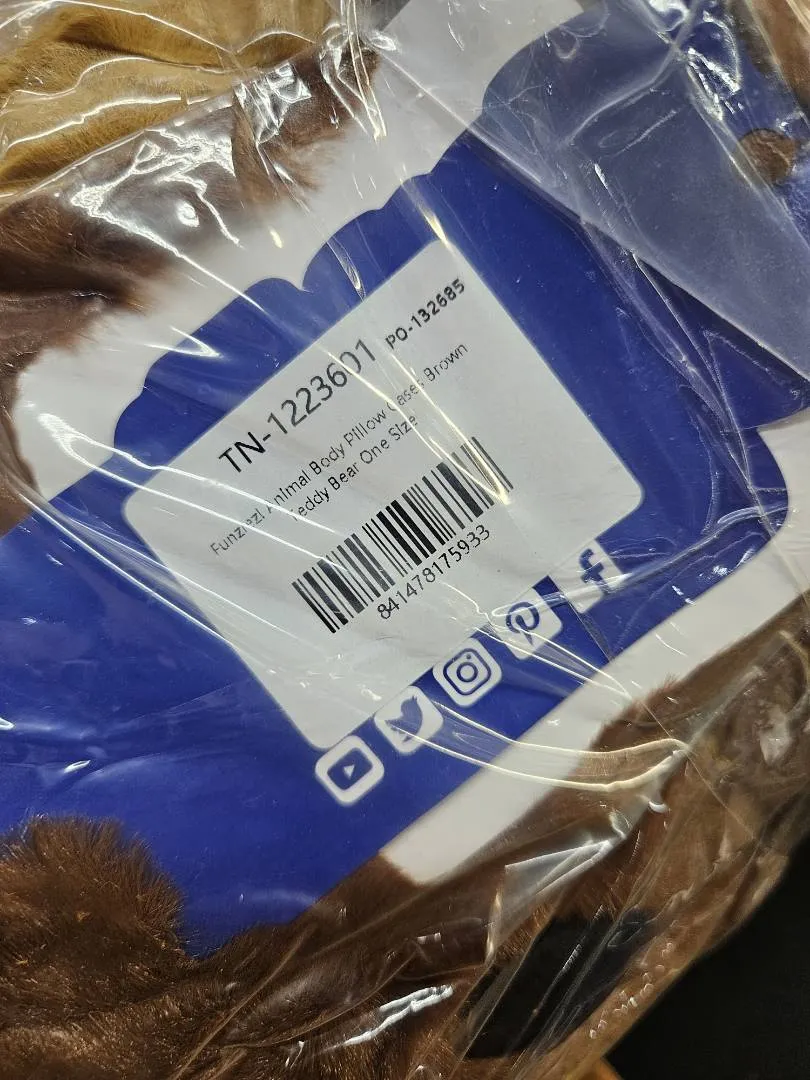 TN-1223601 PO-132685
Funziez! Animal Body Pillow Cases Brown
Teddy Bear One Size
841478175933